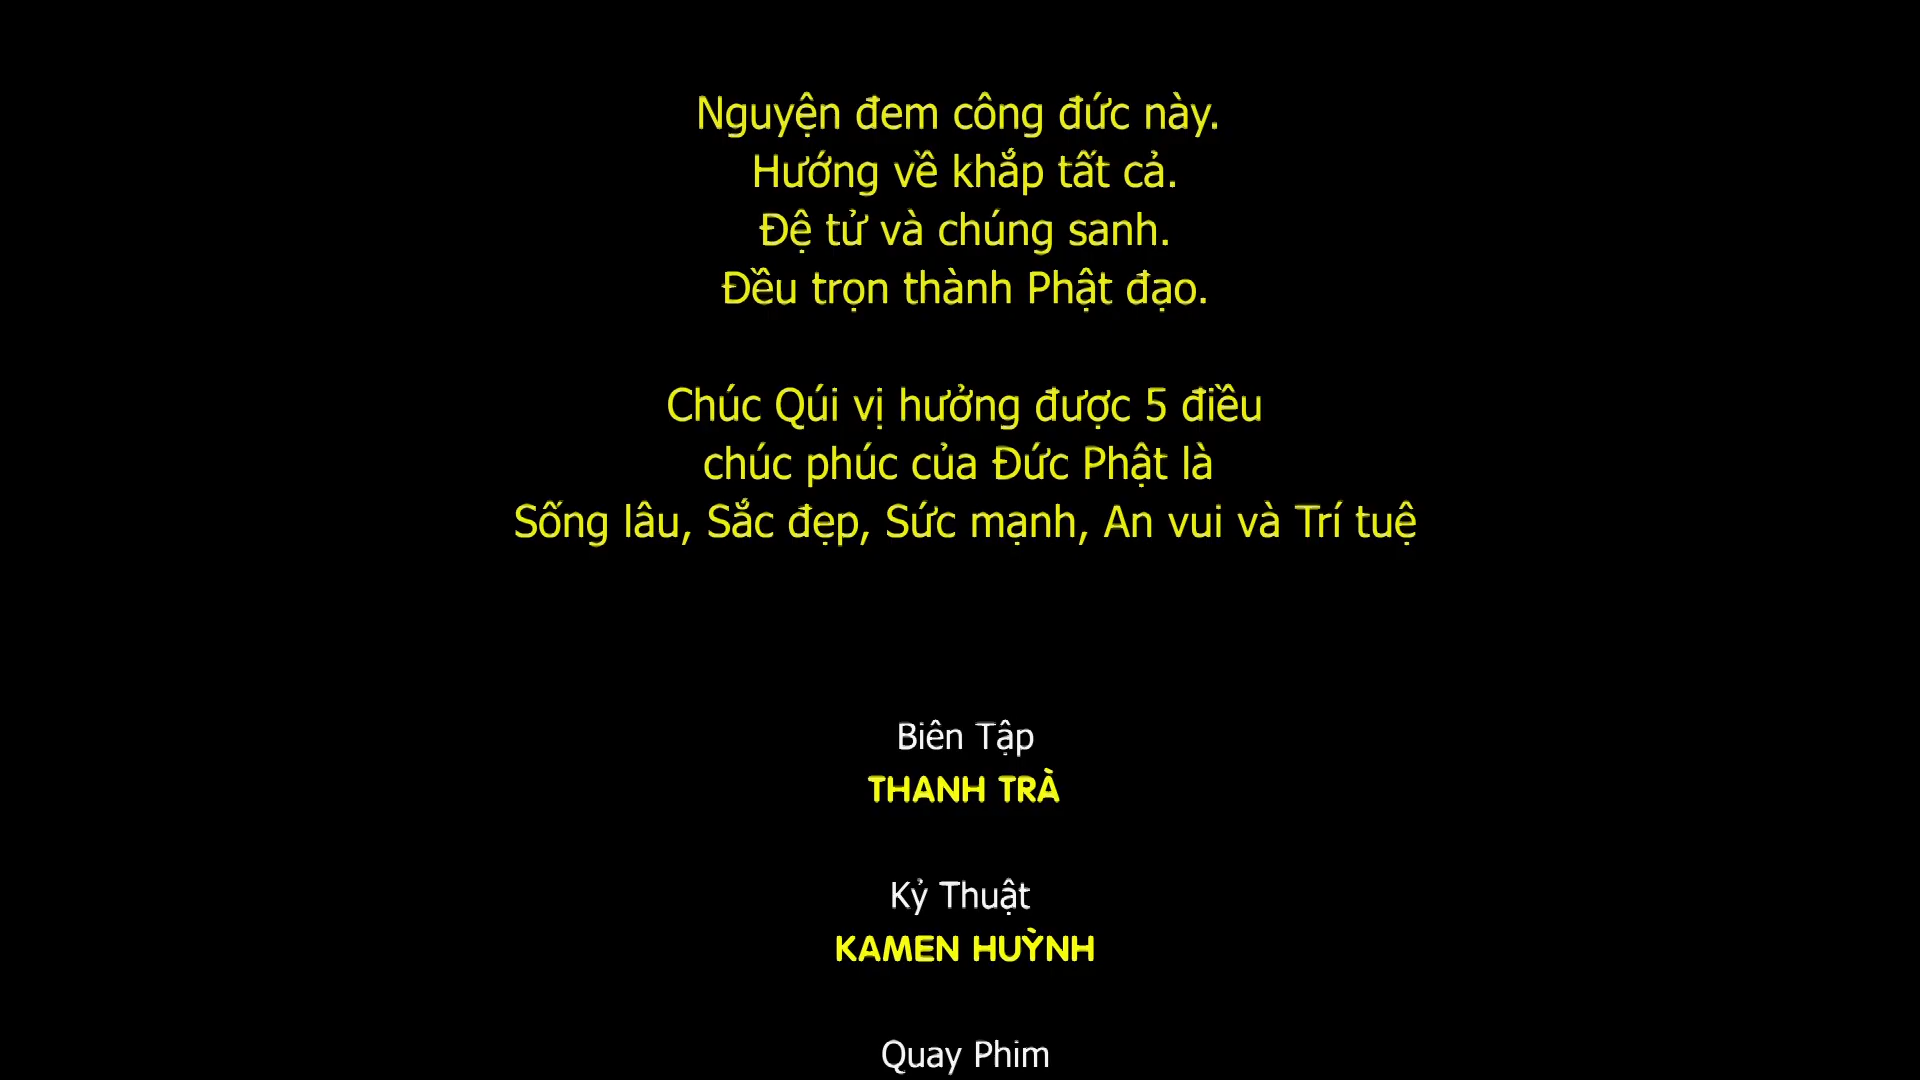 Nguyện đem công đức này.
Hướng về khắp tất cả.
Đệ tử và chúng sanh.
Đều trọn thành Phật đạo.
Chúc Qúi vị hưởng được 5 điều
chúc phúc của Đức Phật là
Sống lâu, Sắc đẹp, Sức mạnh, An vui và Trí tuệ
Biên Tập
THANH TRÀ
Kỷ Thuật
KAMEN HUỲNH
Quay Phim